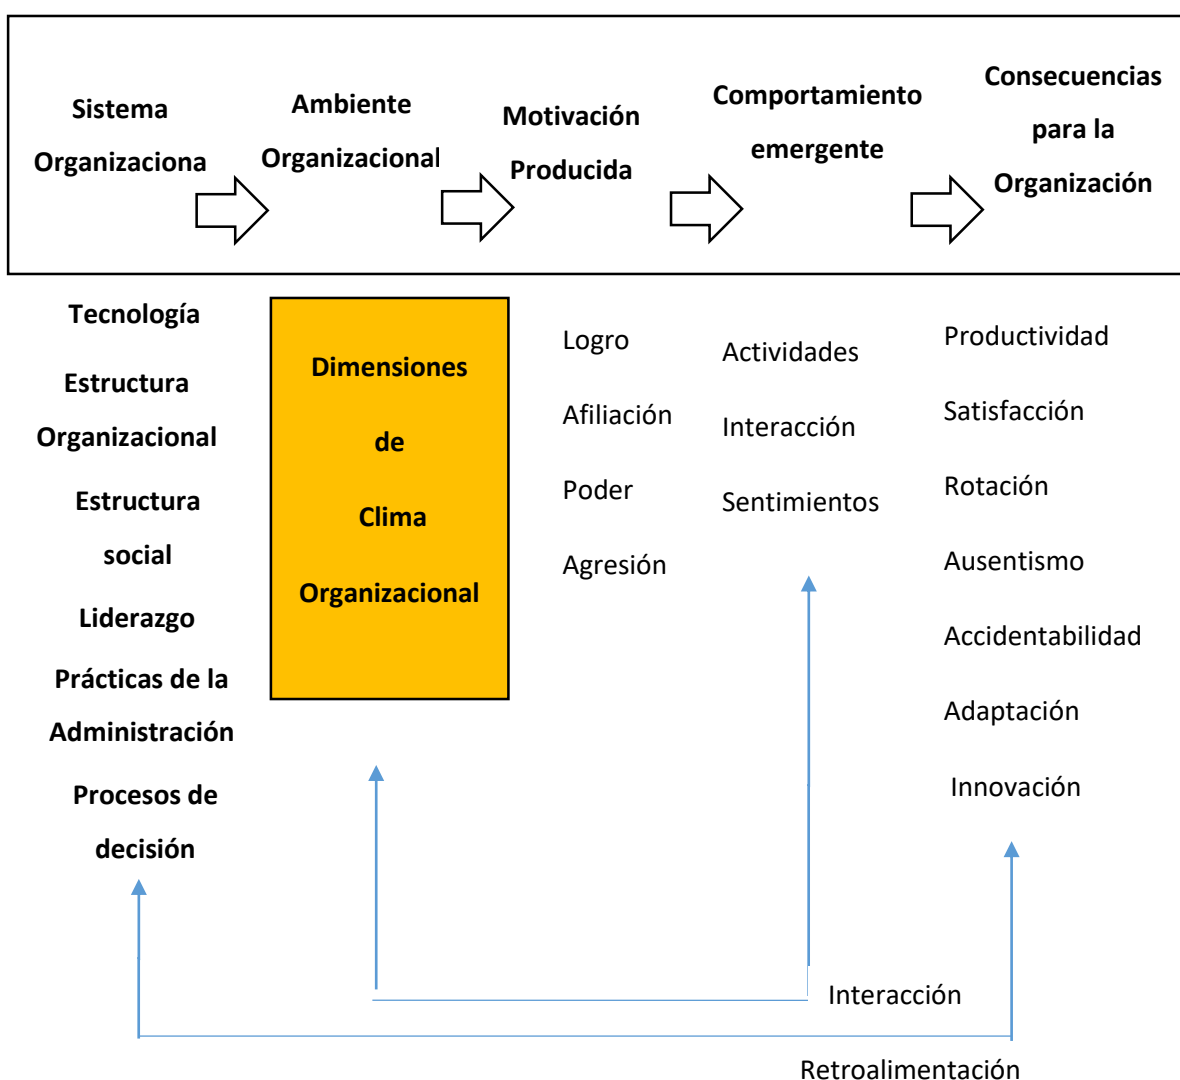 Sistema
Organizaciona
Ambiente
Organizacional
Motivación
Producida
Comportamiento
emergente
Consecuencias
para la
Organización
Tecnología
Estructura
Organizacional
Estructura
social
Liderazgo
Prácticas de la
Administración
Procesos de
decisión
Dimensiones
de
Clima
Organizacional
Logro
Afiliación
Poder
Agresión
Actividades
Interacción
Sentimientos
Productividad
Satisfacción
Rotación
Ausentismo
Accidentabilidad
Adaptación
Innovación
Interacción
Retroalimentación